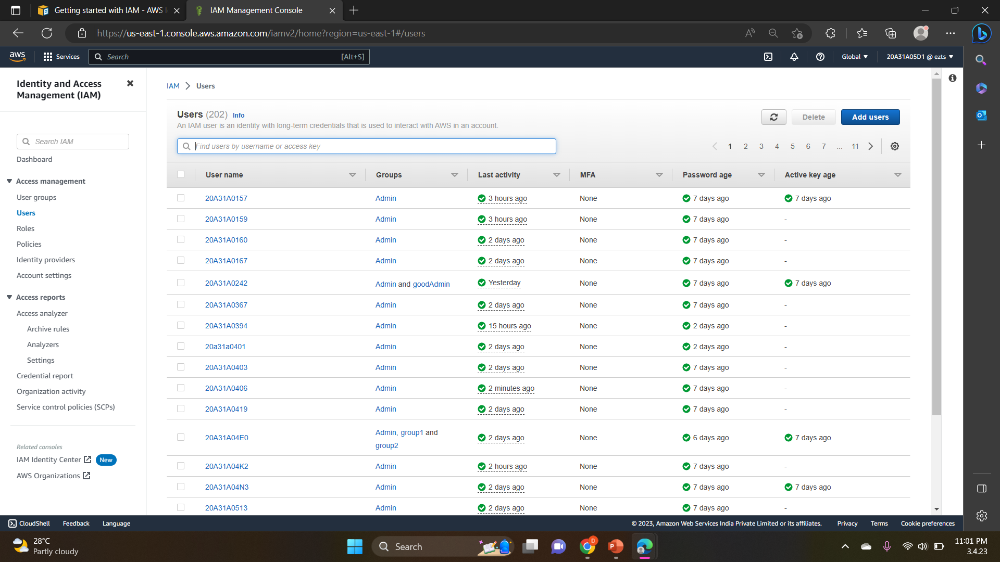 Getting started with IAM - AWS I
IAM Management Console
https://us-east-1.console.aws.amazon.com/iamv2/home?region=us-east-1#/users
aws
Services
Search
[Alt+S]
Global
20A31A05D1 @ ezts
Identity and Access
Management (IAM)
Search IAM
Dashboard
Access management
User groups
Users
Roles
Policies
Identity providers
Account settings
Access reports
Access analyzer
Archive rules
Analyzers
Settings
Credential report
Organization activity
Service control policies (SCPs)
Related consoles
IAM Identity Center New
AWS Organizations
IAM > Users
Users (202) Info
An IAM user is an identity with long-term credentials that is used to interact with AWS in an account.
Delete
Add users
Find users by username or access key
1 2 3 4 5 6 7 ... 11
User name Groups Last activity MFA Password age Active key age
20A31A0157 Admin 3 hours ago None 7 days ago 7 days ago
20A31A0159 Admin 3 hours ago None 7 days ago -
20A31A0160 Admin 2 days ago None 7 days ago -
20A31A0167 Admin 2 days ago None 7 days ago -
20A31A0242 Admin and goodAdmin Yesterday None 7 days ago 7 days ago
20A31A0367 Admin 2 days ago None 7 days ago -
20A31A0394 Admin 15 hours ago None 2 days ago -
20a31a0401 Admin 2 days ago None 2 days ago -
20A31A0403 Admin 2 days ago None 7 days ago -
20A31A0406 Admin 2 minutes ago None 7 days ago -
20A31A0419 Admin 2 days ago None 7 days ago -
20A31A04E0 Admin, group1 and group2 2 days ago None 6 days ago 7 days ago
20A31A04K2 Admin 2 hours ago None 7 days ago -
20A31A04N3 Admin 2 days ago None 7 days ago 7 days ago
20A31A0513 Admin 2 days ago None 7 days ago -
CloudShell Feedback Language
© 2023, Amazon Web Services India Private Limited or its affiliates. Privacy Terms Cookie preferences
28°C
Partly cloudy
Search
D
P
11:01 PM
3.4.23